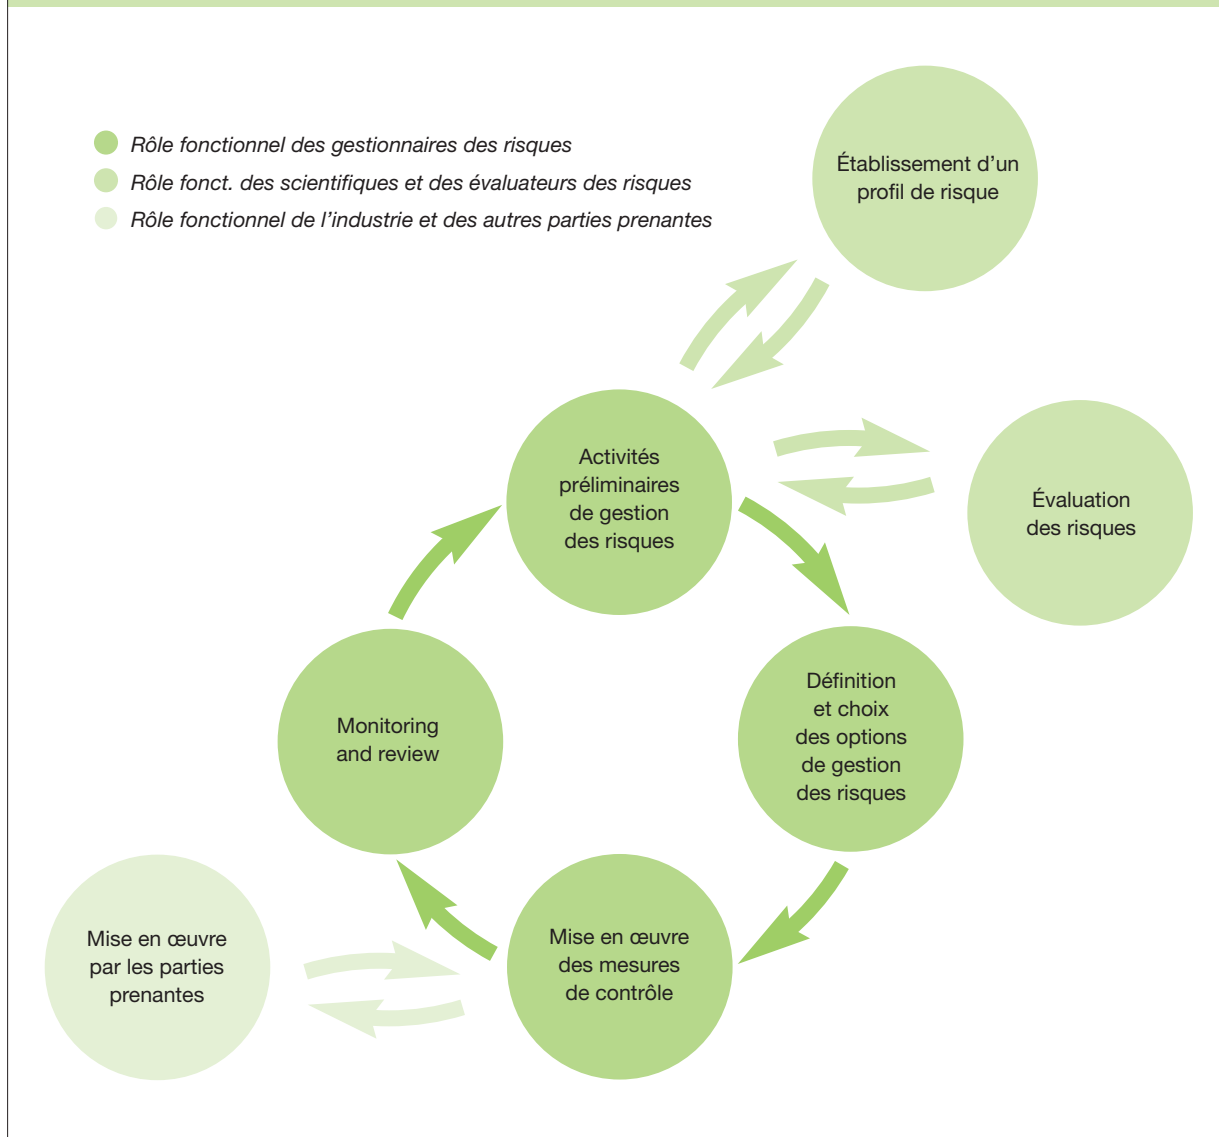 Rôle fonctionnel des gestionnaires des risques
Rôle fonct. des scientifiques et des évaluateurs des risques
Rôle fonctionnel de l’industrie et des autres parties prenantes
Établissement d’un
profil de risque
Activités
préliminaires
de gestion
des risques
Évaluation
des risques
Monitoring
and review
Définition
et choix
des options
de gestion
des risques
Mise en œuvre
par les parties
prenantes
Mise en œuvre
des mesures
de contrôle